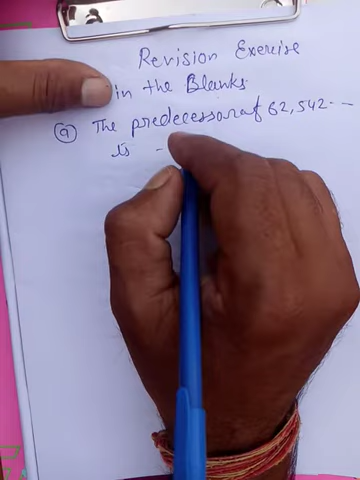 Revision Exercise
in the Blanks
ⓐ The predecessor of 62,542. --
is -